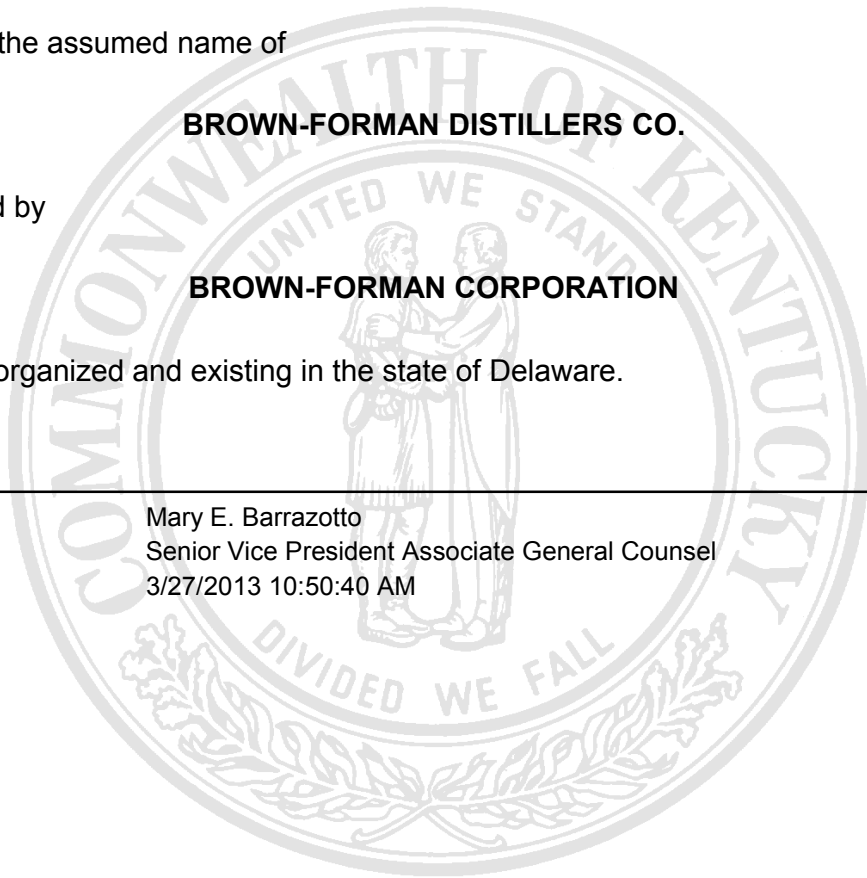 the assumed name of
BROWN-FORMAN DISTILLERS CO.
d by
BROWN-FORMAN CORPORATION
organized and existing in the state of Delaware.
Mary E. Barrazotto
Senior Vice President Associate General Counsel
3/27/2013 10:50:40 AM
COMMONWEALTH OF KENTUCKY
UNITED WE STAND
DIVIDED WE FALL